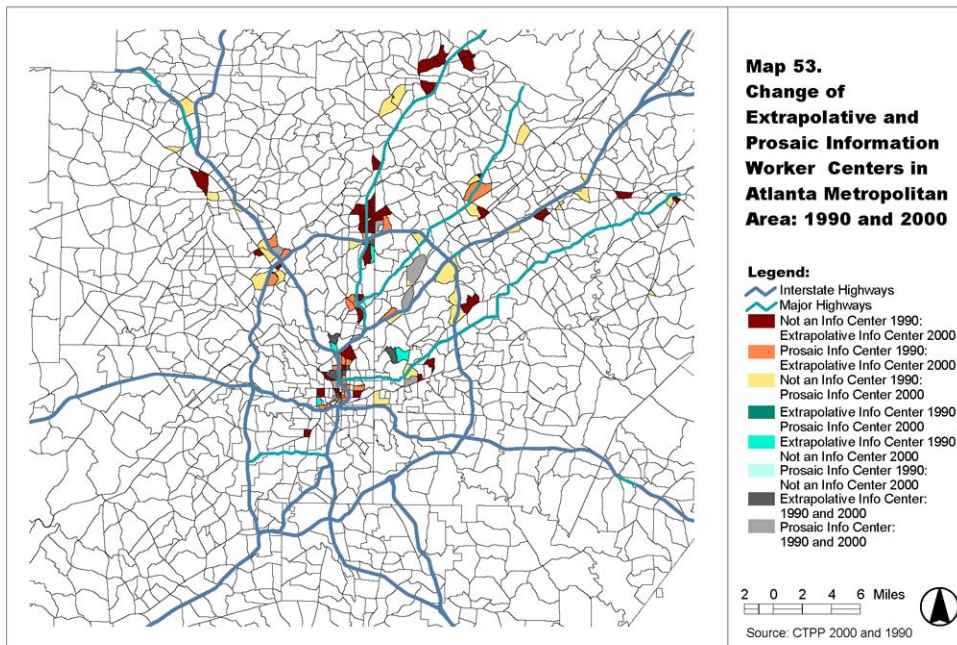 Map 53.
Change of
Extrapolative and
Prosaic Information
Worker Centers in
Atlanta Metropolitan
Area: 1990 and 2000
Legend:
Interstate Highways
Major Highways
Not an Info Center 1990:
Extrapolative Info Center 2000
Prosaic Info Center 1990:
Extrapolative Info Center 2000
Not an Info Center 1990:
Prosaic Info Center 2000
Extrapolative Info Center 1990
Prosaic Info Center 2000
Extrapolative Info Center 1990
Not an Info Center 2000
Prosaic Info Center 1990:
Not an Info Center 2000
Extrapolative Info Center:
1990 and 2000
Prosaic Info Center:
1990 and 2000
2 0 2 4 6 Miles
Source: CTPP 2000 and 1990